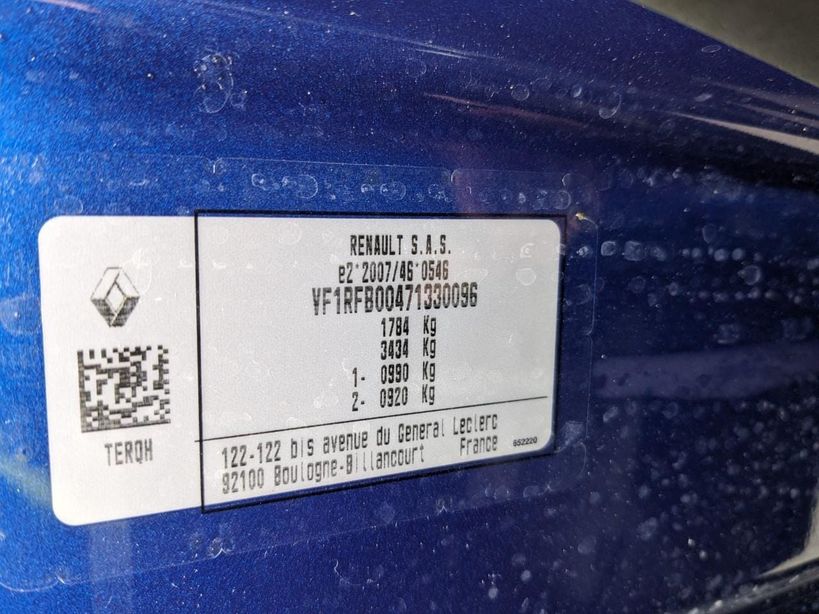 RENAULT S.A.S.
e2*2007/46*0546
VF1RFB00471330096
1784 Kg
3434 Kg
1- 0990 Kg
2- 0920 Kg
TERQH
122-122 bis avenue du General Leclerc
92100 Boulogne-Billancourt France
652220